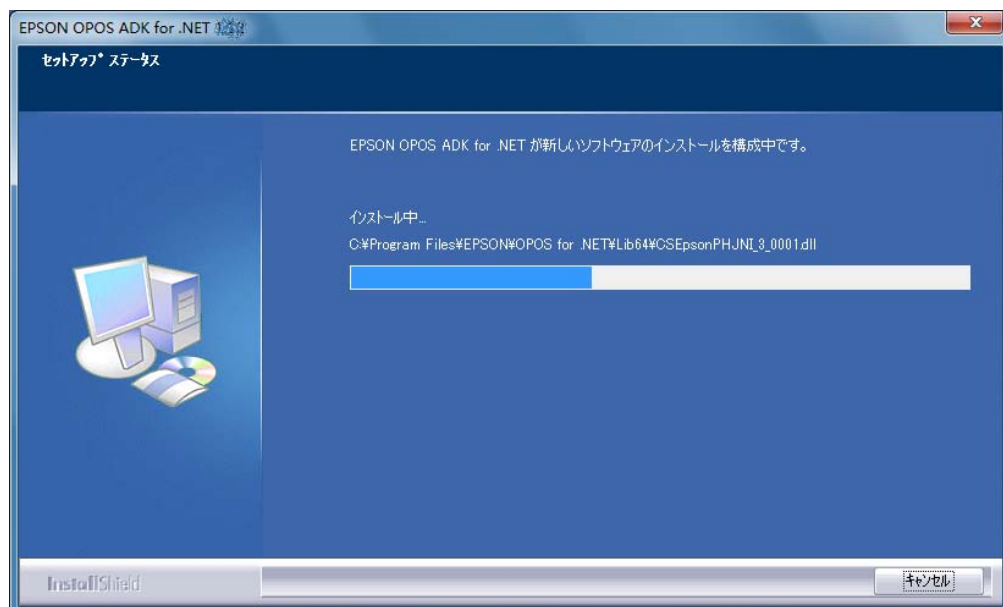 EPSON OPOS ADK for .NET
セットアップ ステータス
EPSON OPOS ADK for .NET が新しいソフトウェアのインストールを構成中です。
インストール中...
C:¥Program Files¥EPSON¥OPOS for .NET¥Lib64¥CSEpsonPHJNI_3_0001.dll
InstallShield
キャンセル